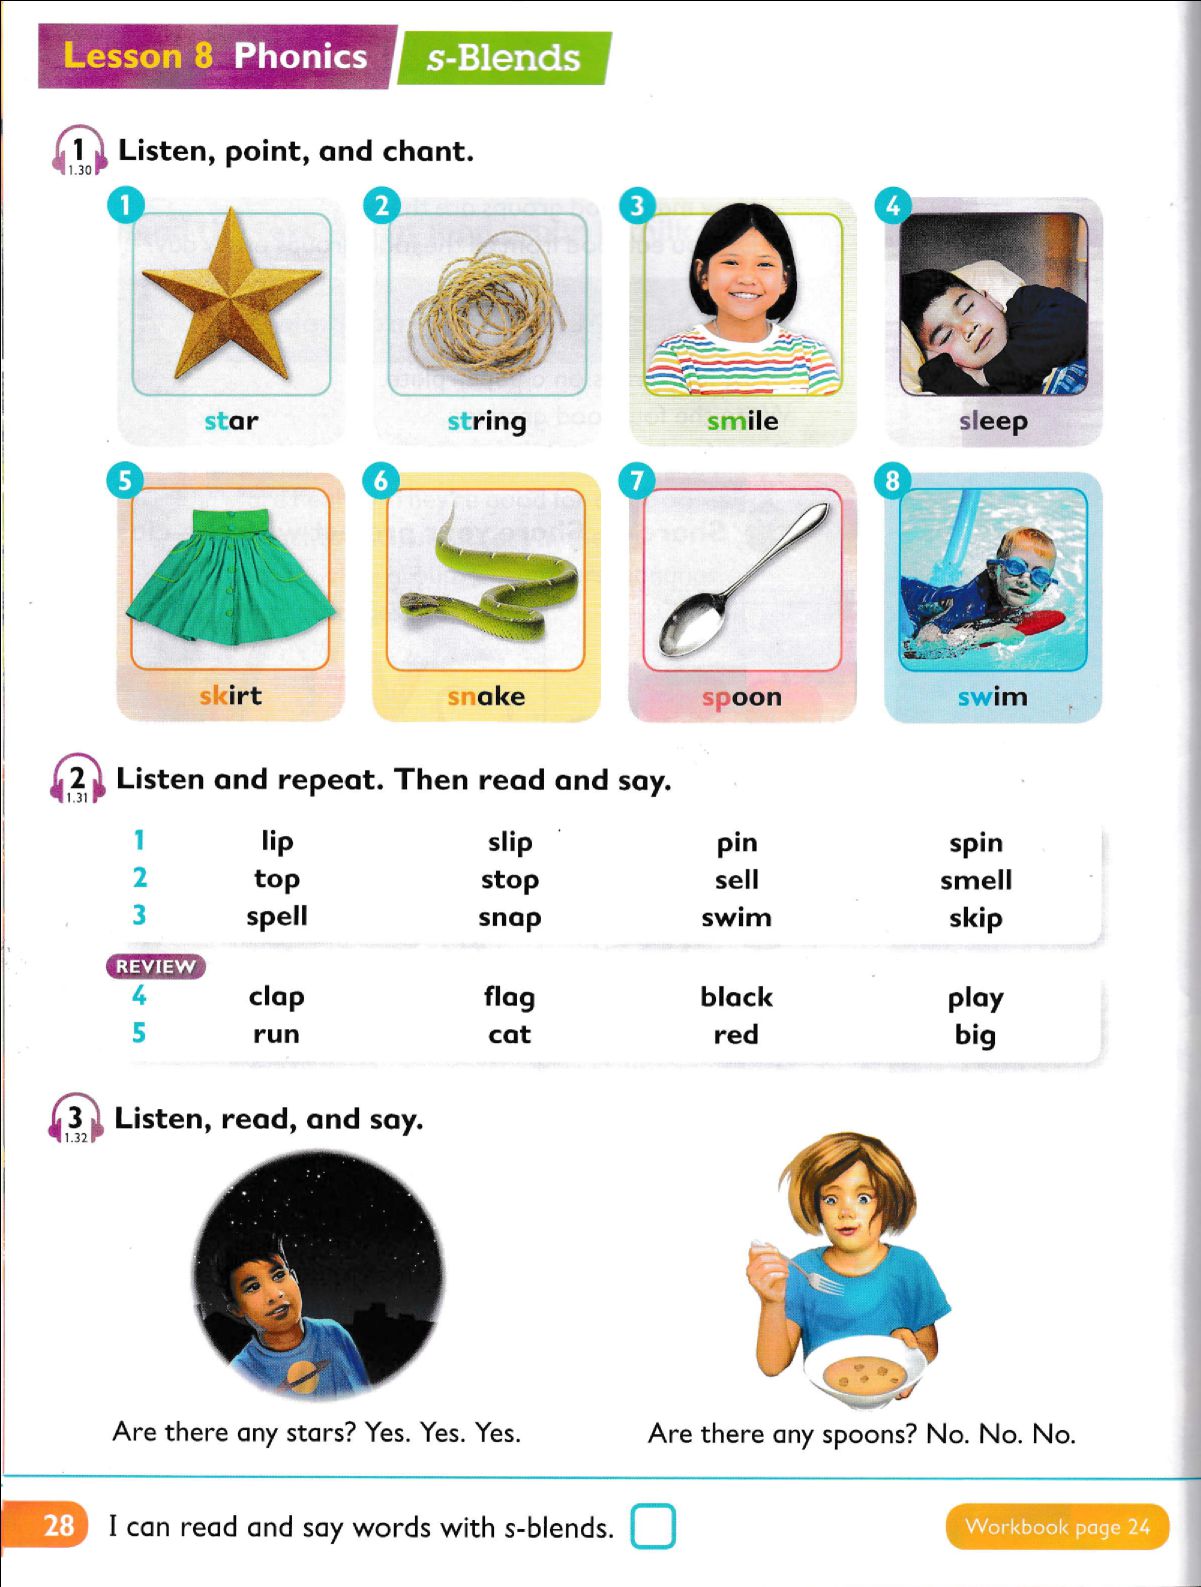 Lesson 8 Phonics s-Blends
1 Listen, point, and chant.
1.30
1 2 3 4
star string smile sleep
5 6 7 8
skirt snake spoon swim
2 Listen and repeat. Then read and say.
1.31
1 lip slip pin spin
2 top stop sell smell
3 spell snap swim skip
REVIEW
4 clap flag black play
5 run cat red big
3 Listen, read, and say.
1.32
Are there any stars? Yes. Yes. Yes.
Are there any spoons? No. No. No.
28 I can read and say words with s-blends.
Workbook page 24